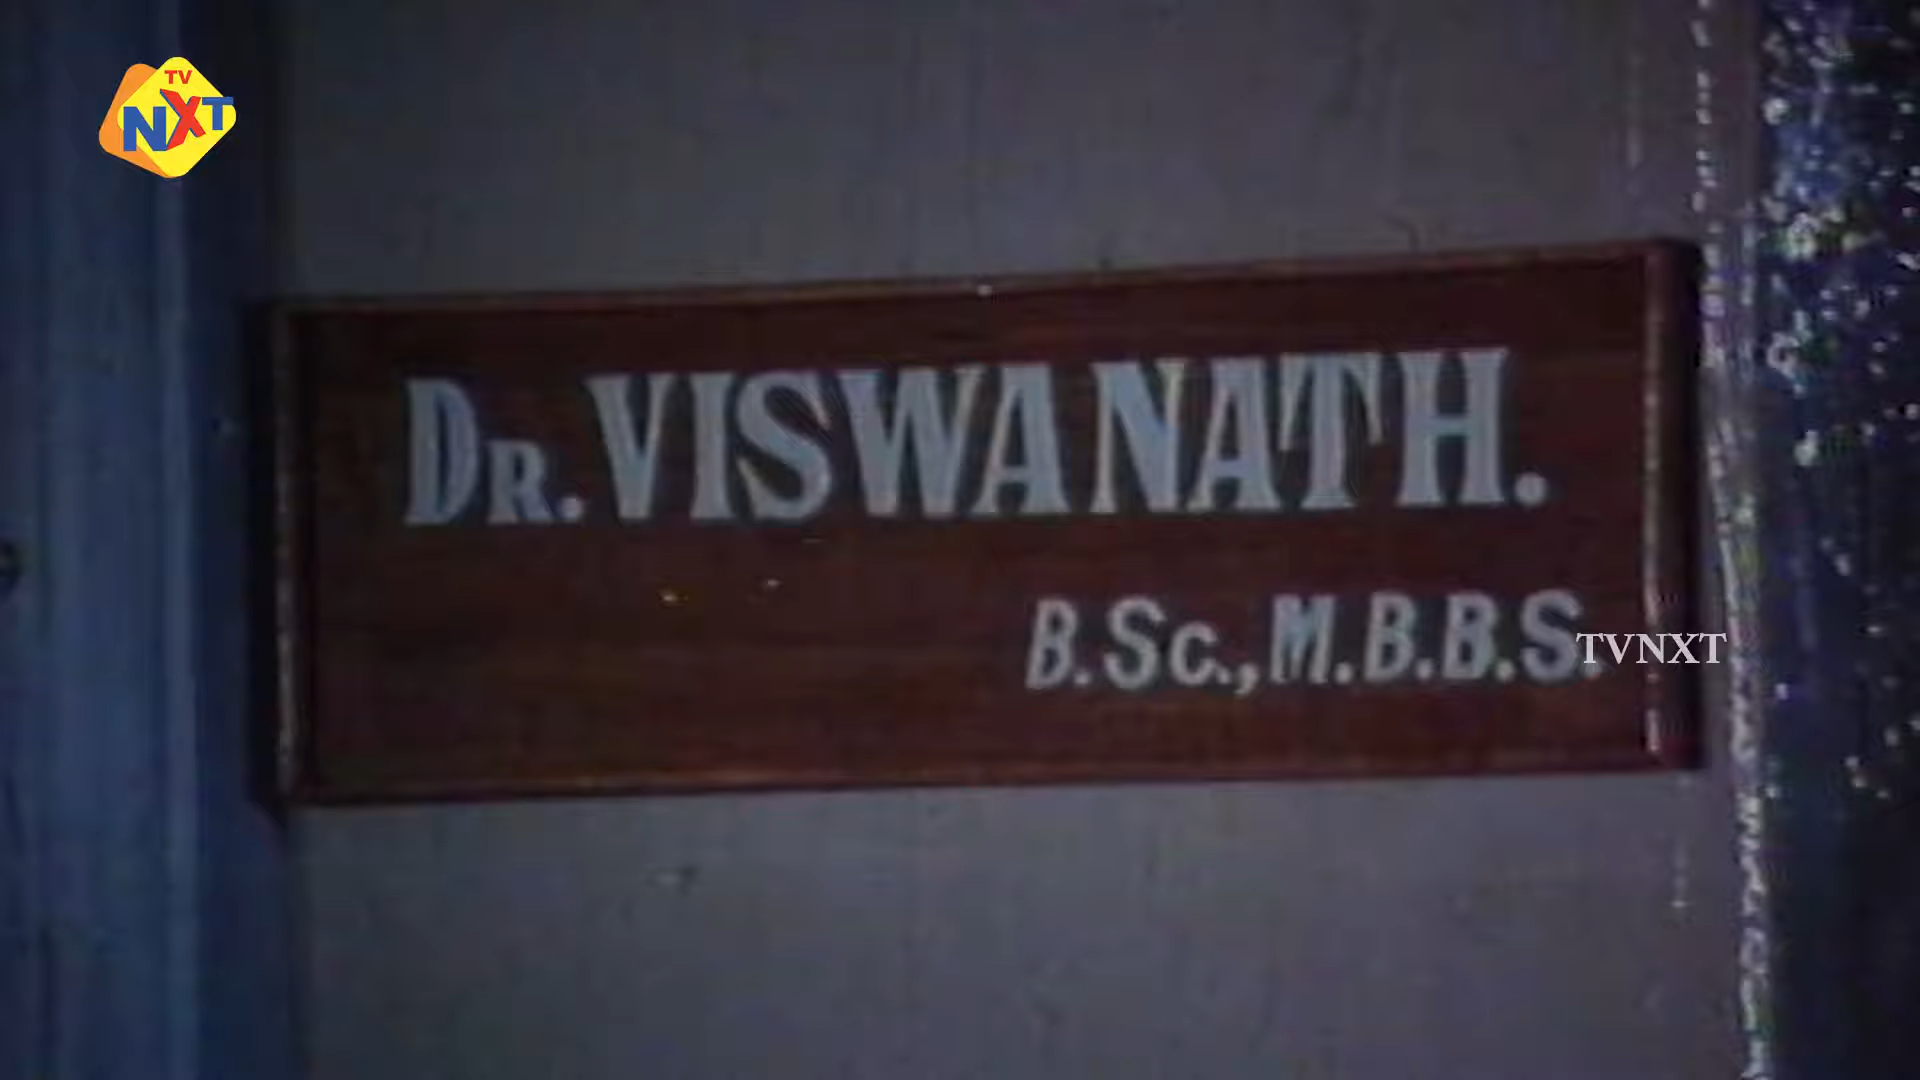 TV
NXT
DR. VISWANATH.
B.Sc., M.B.B.S.
TVNXT